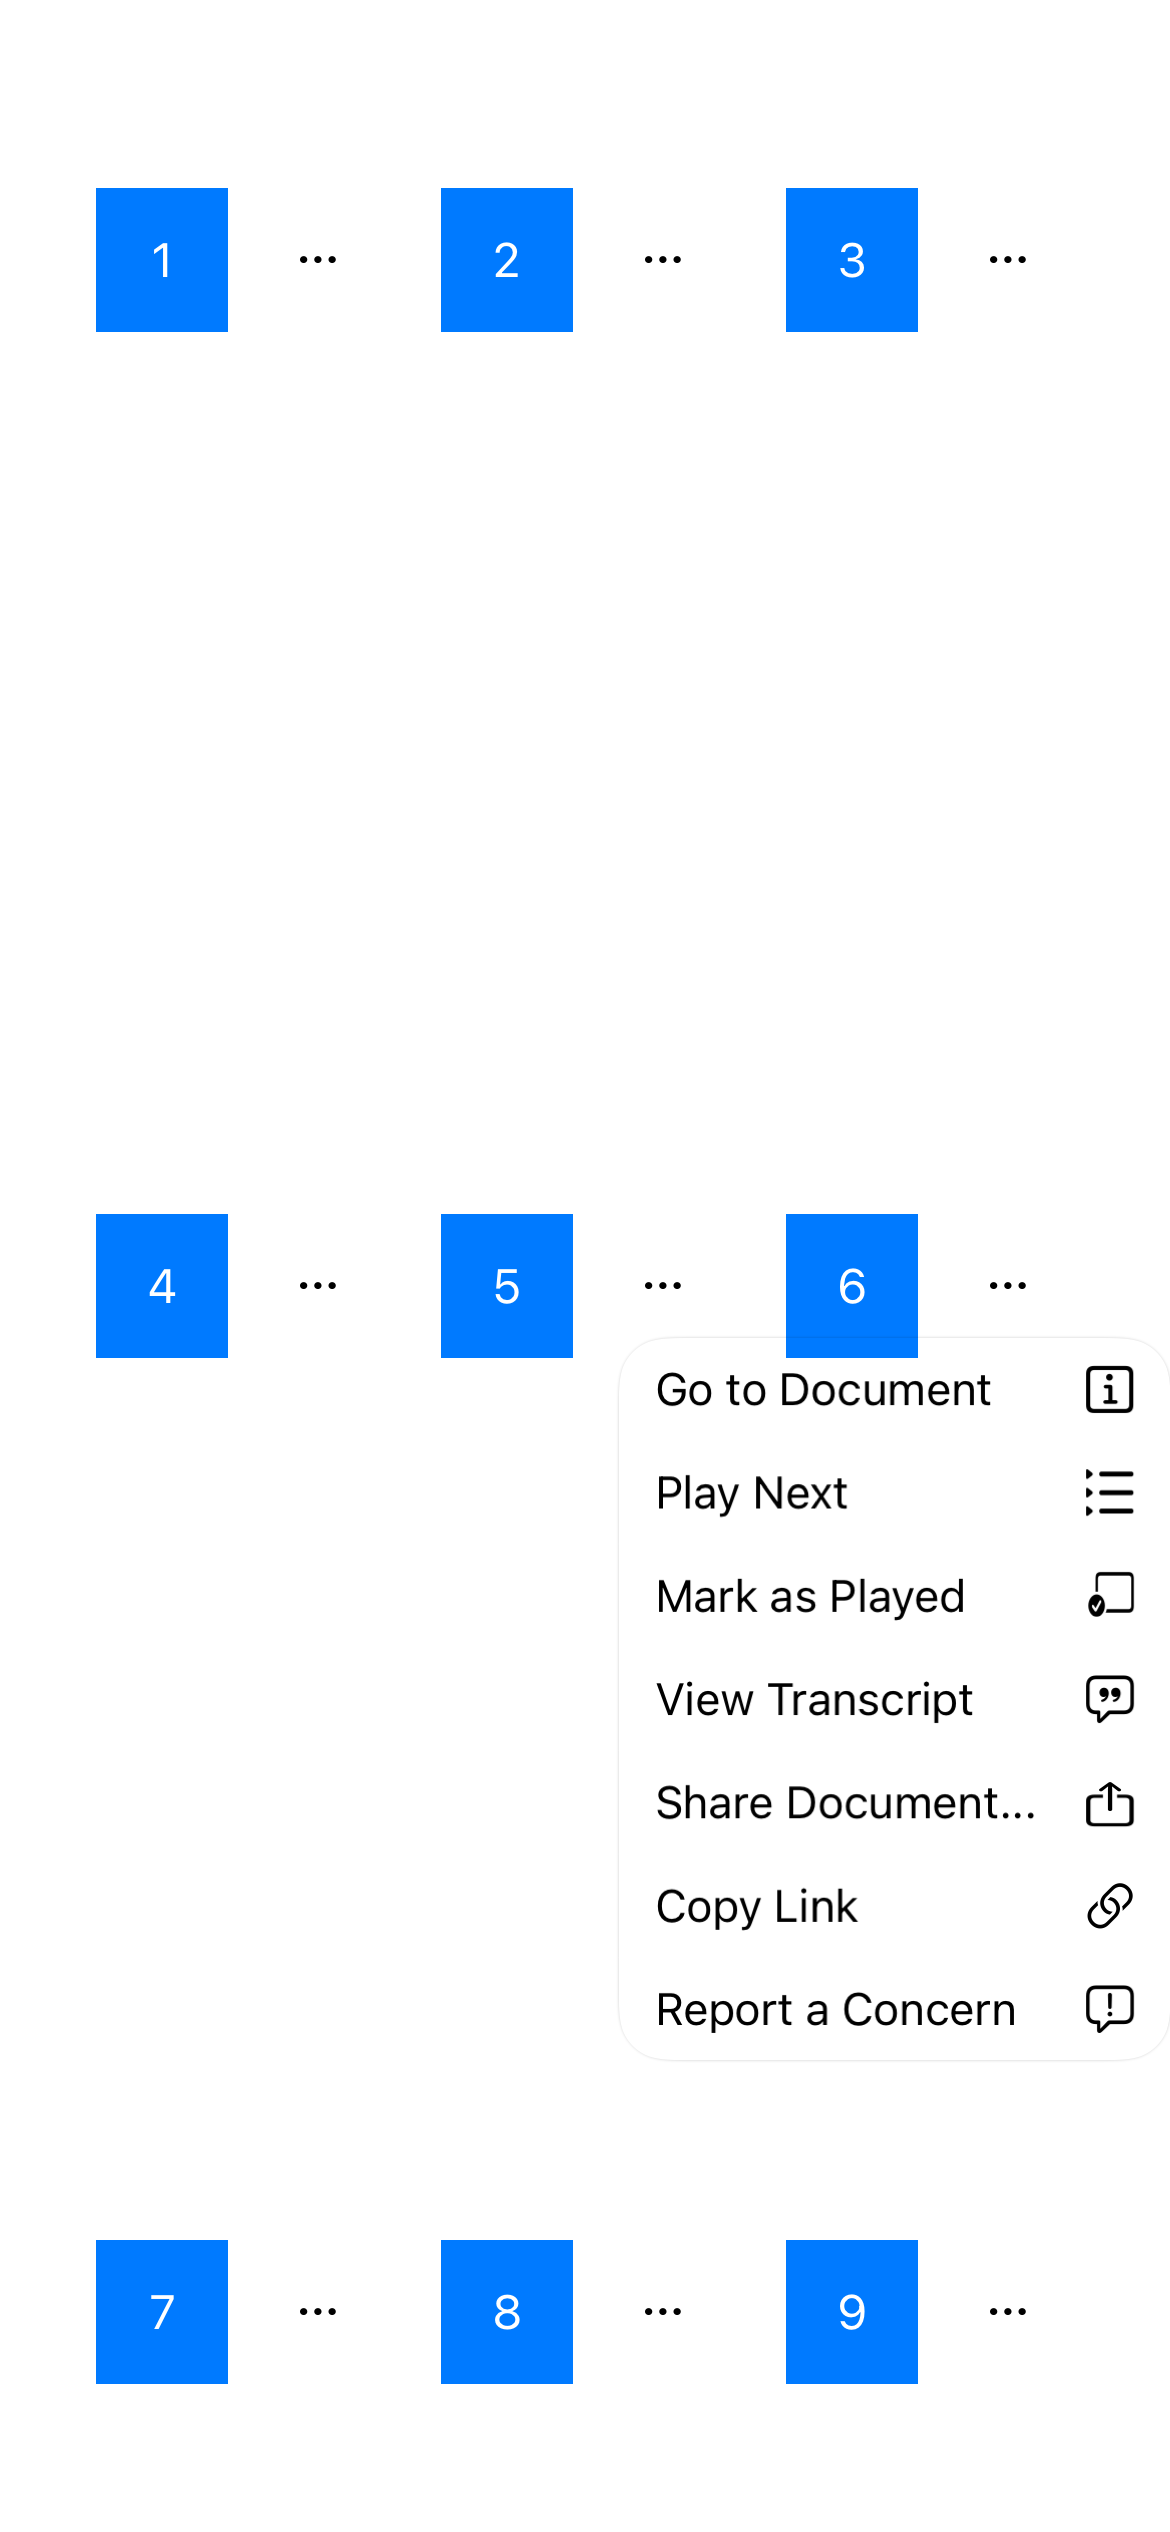 1 ... 2 ... 3 ...
4 ... 5 ... 6 ...
Go to Document
Play Next
Mark as Played
View Transcript
Share Document...
Copy Link
Report a Concern
7 ... 8 ... 9 ...